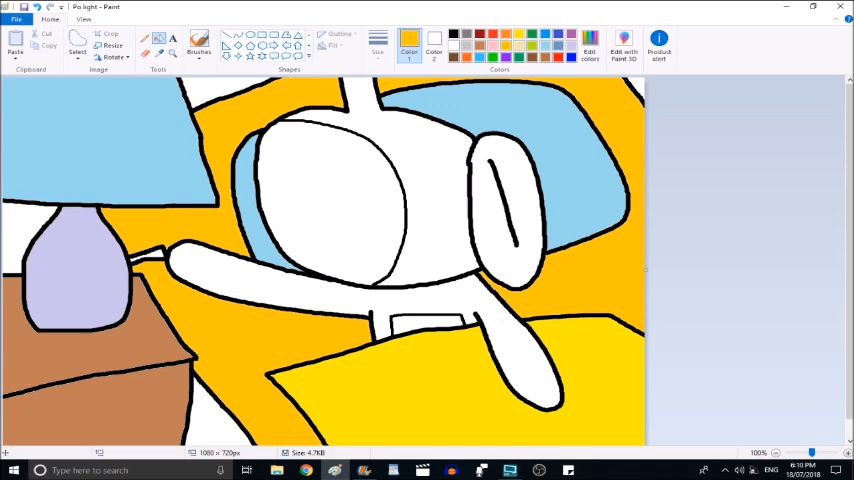 Po light - Paint
File
Home
View
Paste
Cut
Copy
Clipboard
Select
Crop
Resize
Rotate
Image
Tools
Brushes
Shapes
Outline
Fill
Size
Color 1
Color 2
Edit colors
Edit with Paint 3D
Product alert
Colors
1080 × 720px
Size: 4.7KB
100%
Type here to search
ENG
6:10 PM
18/07/2018